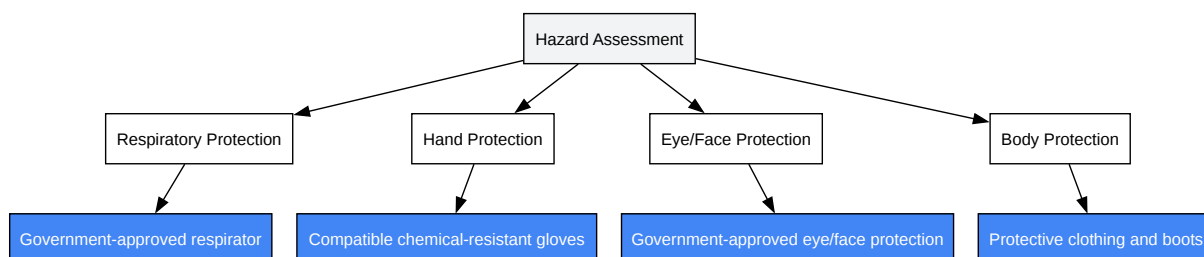 Hazard Assessment
Respiratory Protection
Hand Protection
Eye/Face Protection
Body Protection
Government-approved respirator
Compatible chemical-resistant gloves
Government-approved eye/face protection
Protective clothing and boots